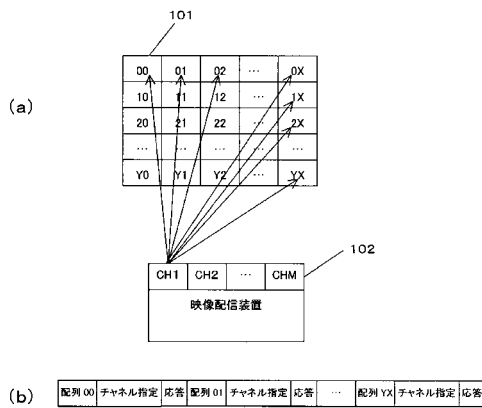 101
(a)
00 01 02 … 0X
10 11 12 … 1X
20 21 22 … 2X
… … … … …
Y0 Y1 Y2 … YX
102
CH1 CH2 … CHM
映像配信装置
(b)
配列 00 チャネル指定 応答 配列 01 チャネル指定 応答 … 配列 YX チャネル指定 応答